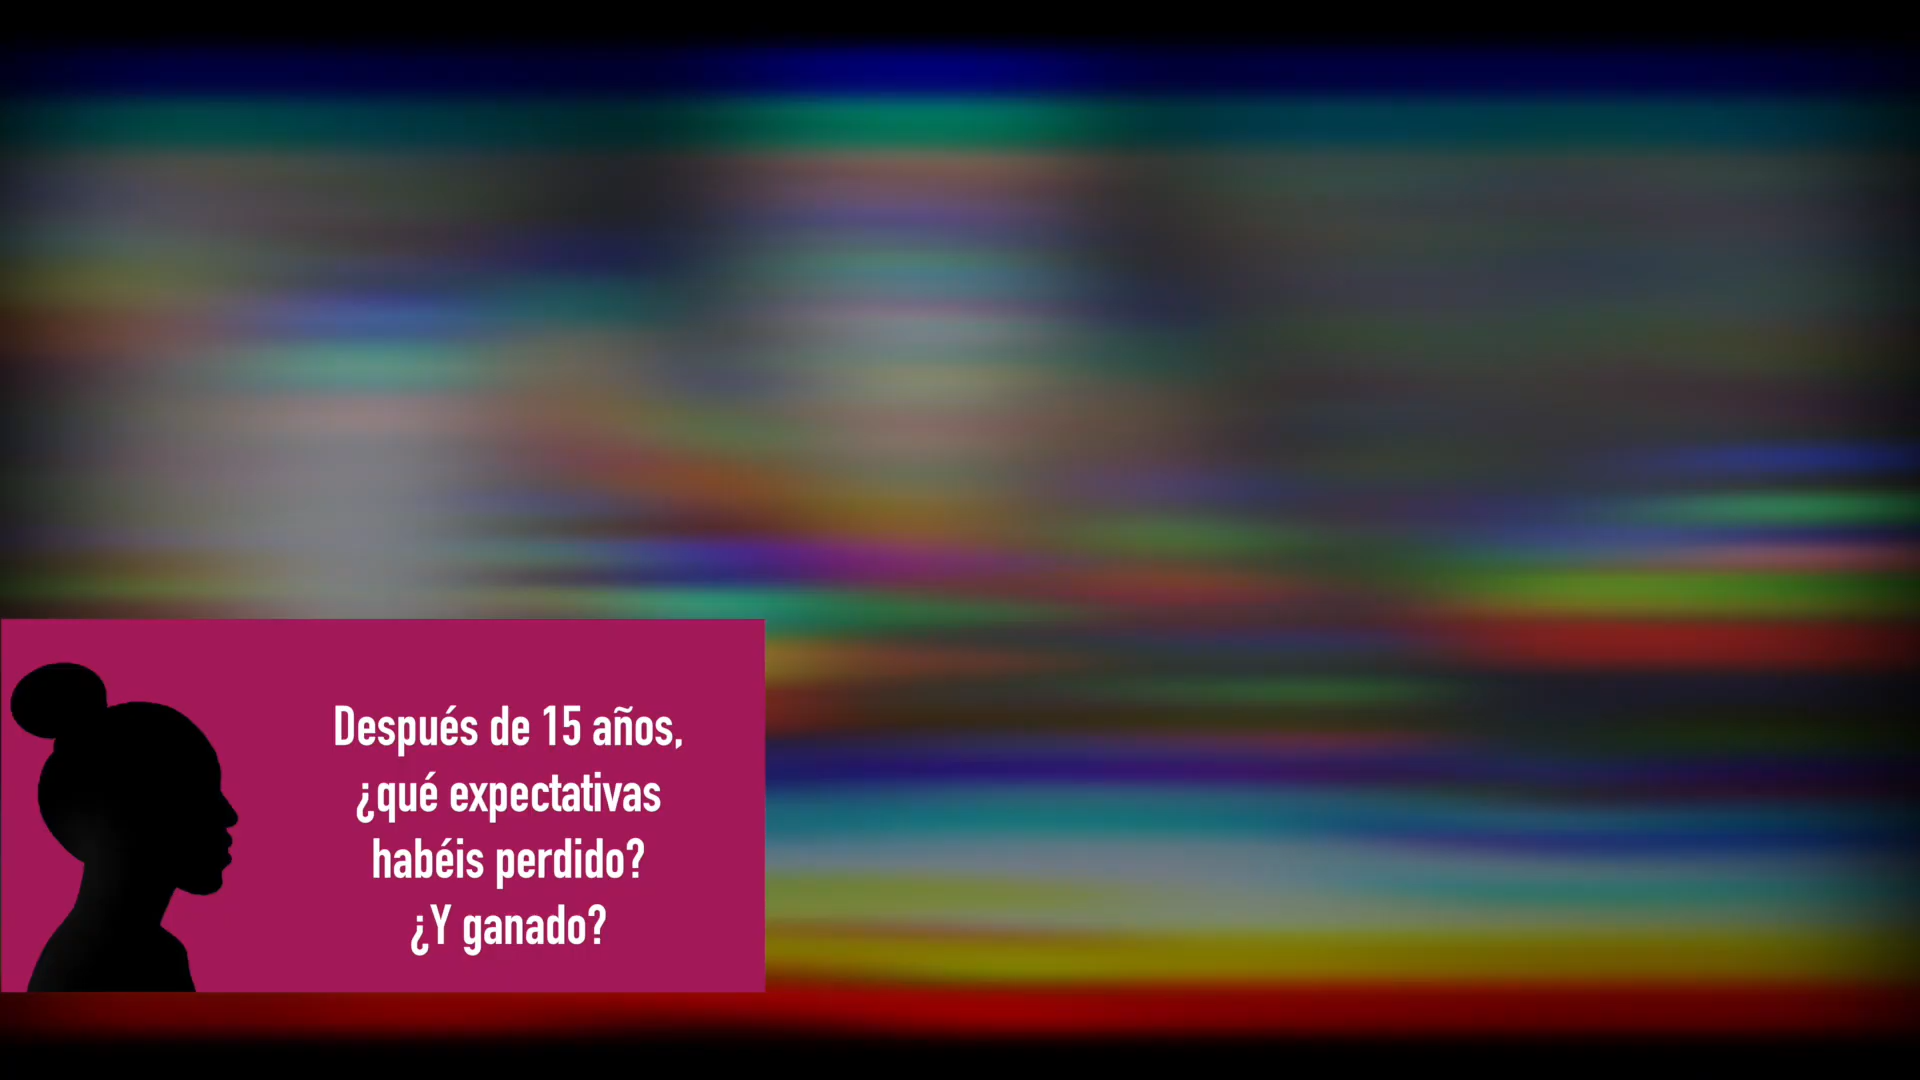 Después de 15 años,
¿qué expectativas
habéis perdido?
¿Y ganado?